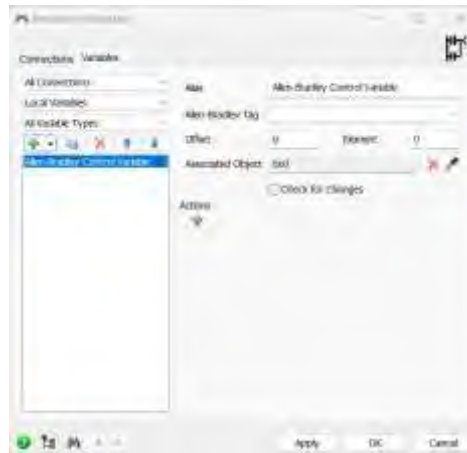 Connections Variables
All Connections
Local Variables
All Variable Types
Allen-Bradley Control Variable
Alias Allen-Bradley Control Variable
Allen-Bradley Tag
Offset 0 Element 0
Associated Object
Check for Changes
Actions
Apply OK Cancel